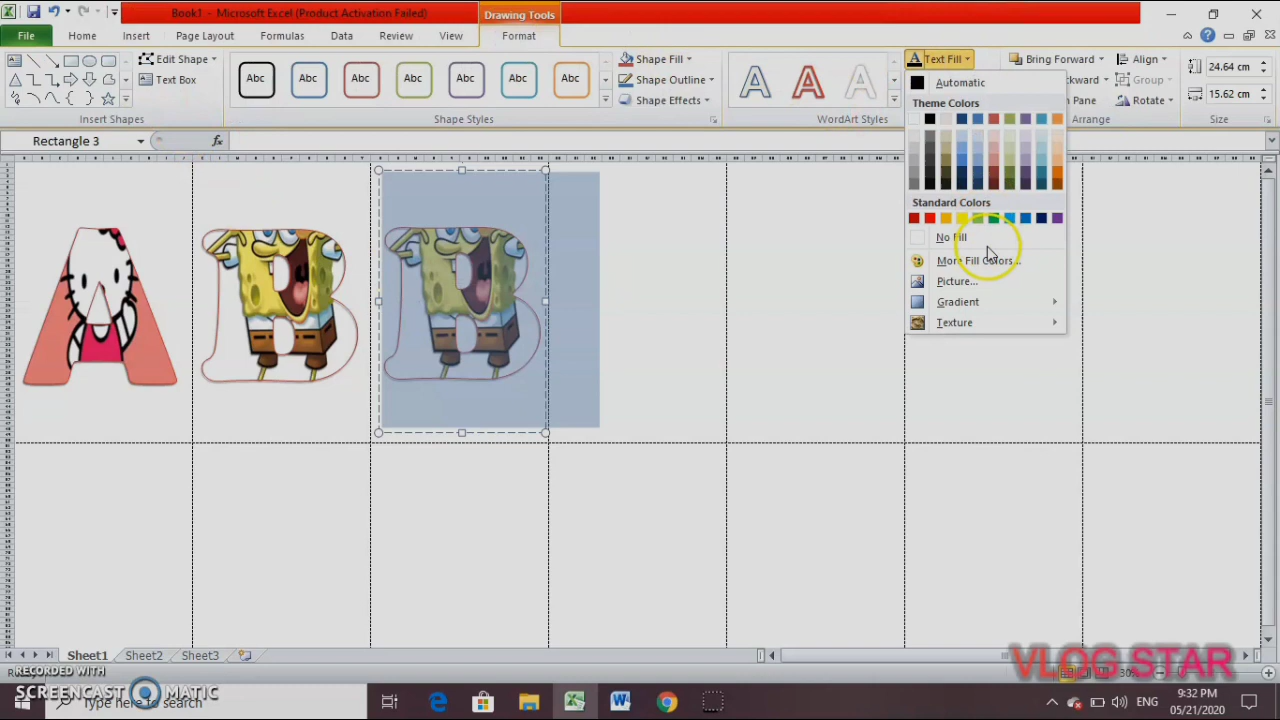 Book1 - Microsoft Excel (Product Activation Failed)
Drawing Tools
File Home Insert Page Layout Formulas Data Review View Format
Edit Shape
Text Box
Insert Shapes
Abc Abc Abc Abc Abc Abc Abc
Shape Fill
Shape Outline
Shape Effects
Shape Styles
A A A
WordArt Styles
A Text Fill
Bring Forward
Align
Group
Rotate
Arrange
24.64 cm
15.62 cm
Size
Automatic
Theme Colors
Standard Colors
No Fill
More Fill Colors...
Picture...
Gradient
Texture
Rectangle 3
fx
A B B
Sheet1 Sheet2 Sheet3
VLOG STAR
30%
RECORDED WITH
SCREENCAST MATIC
Type here to search
ENG
9:32 PM
05/21/2020